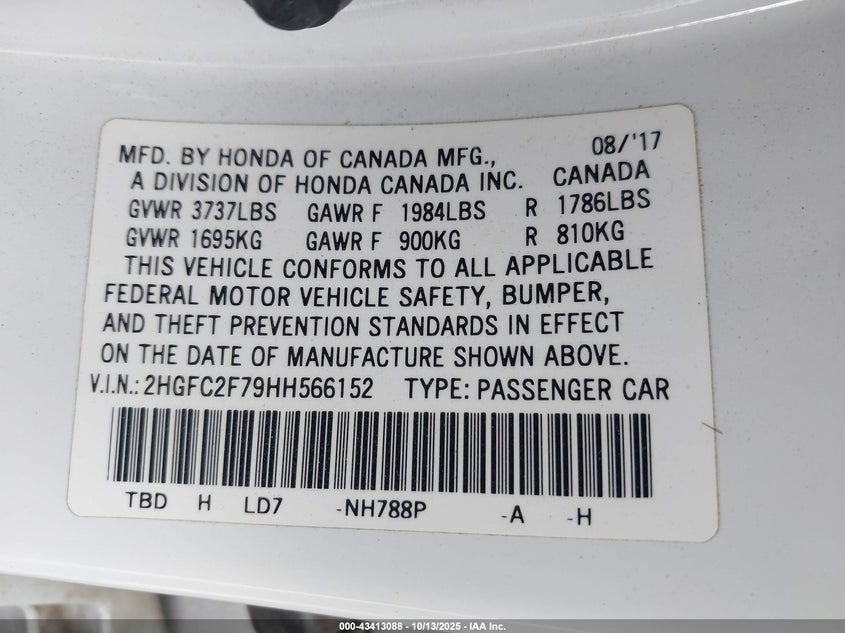 MFD. BY HONDA OF CANADA MFG., 08/'17
A DIVISION OF HONDA CANADA INC. CANADA
GVWR 3737LBS GAWR F 1984LBS R 1786LBS
GVWR 1695KG GAWR F 900KG R 810KG
THIS VEHICLE CONFORMS TO ALL APPLICABLE
FEDERAL MOTOR VEHICLE SAFETY, BUMPER,
AND THEFT PREVENTION STANDARDS IN EFFECT
ON THE DATE OF MANUFACTURE SHOWN ABOVE.
V.I.N.: 2HGFC2F79HH566152 TYPE: PASSENGER CAR
TBD H LD7 -NH788P -A -H
000-43413088 - 10/13/2025 - IAA Inc.